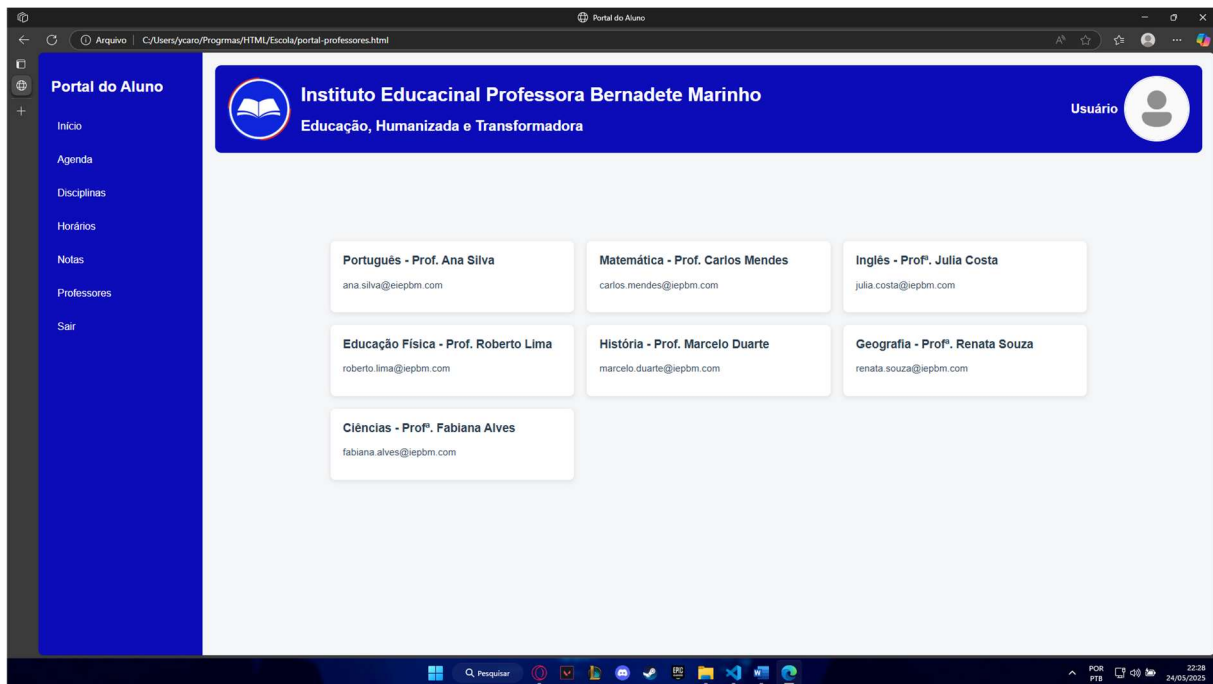 Portal do Aluno
Arquivo | C:/Users/ycaro/Progrmas/HTML/Escola/portal-professores.html
Portal do Aluno
Início
Agenda
Disciplinas
Horários
Notas
Professores
Sair
Instituto Educacinal Professora Bernadete Marinho
Educação, Humanizada e Transformadora
Usuário
Português - Prof. Ana Silva
ana.silva@eiepbm.com
Matemática - Prof. Carlos Mendes
carlos.mendes@iepbm.com
Inglês - Profª. Julia Costa
julia.costa@iepbm.com
Educação Física - Prof. Roberto Lima
roberto.lima@iepbm.com
História - Prof. Marcelo Duarte
marcelo.duarte@iepbm.com
Geografia - Profª. Renata Souza
renata.souza@iepbm.com
Ciências - Profª. Fabiana Alves
fabiana.alves@iepbm.com
Pesquisar
EPIC
POR
PTB
22:28
24/05/2025